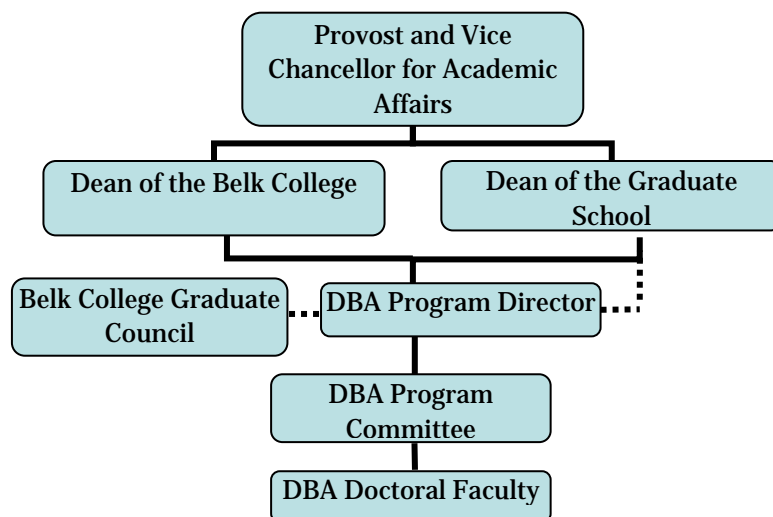 Provost and Vice
Chancellor for Academic
Affairs
Dean of the Belk College
Dean of the Graduate
School
Belk College Graduate
Council
DBA Program Director
DBA Program
Committee
DBA Doctoral Faculty